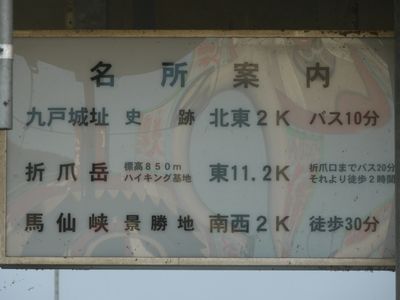 名所案内
九戸城址 史跡 北東2K バス10分
折爪岳 標高850m ハイキング基地 東11.2K 折爪口までバス20分 それより徒歩2時間
馬仙峡 景勝地 南西2K 徒歩30分